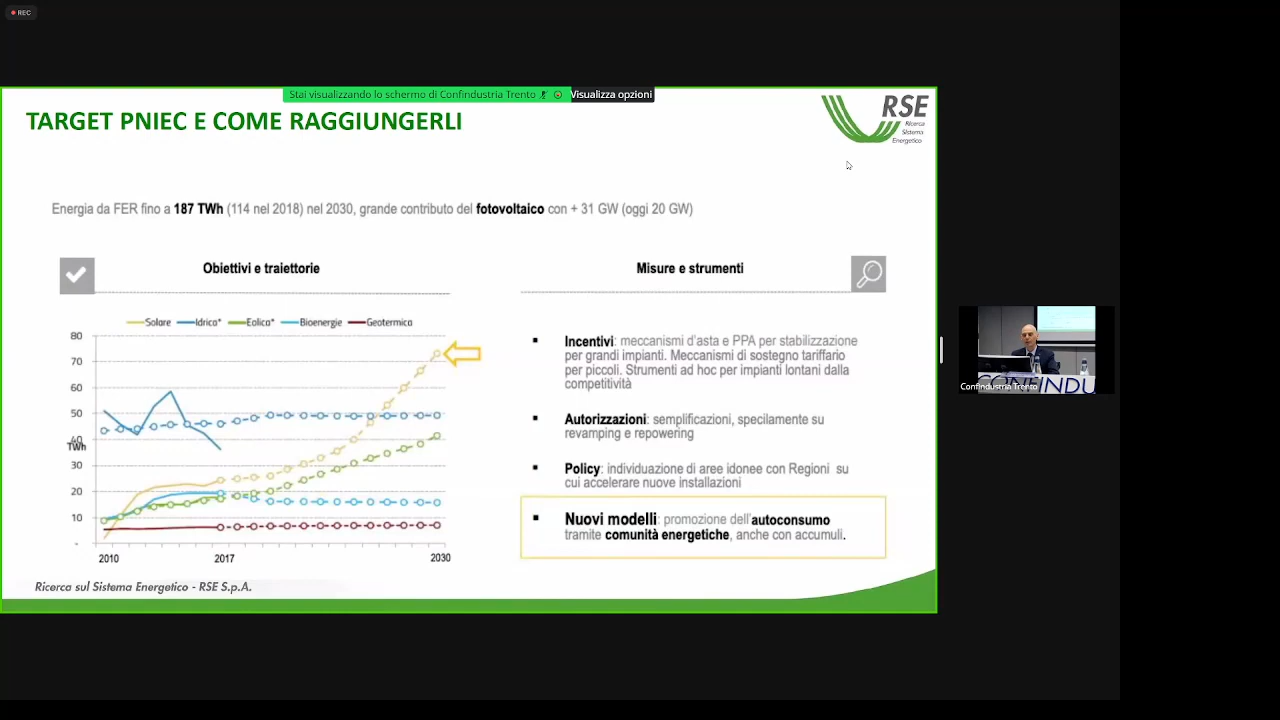 REC
Stai visualizzando lo schermo di Confindustria Trento
Visualizza opzioni
TARGET PNIEC E COME RAGGIUNGERLI
RSE
Ricerca
Sistema
Energetico
Energia da FER fino a 187 TWh (114 nel 2018) nel 2030, grande contributo del fotovoltaico con + 31 GW (oggi 20 GW)
Obiettivi e traiettorie
Solare Idrica* Eolica* Bioenergie Geotermica
80
70
60
50
40
TWh
30
20
10
-
2010 2017 2030
Misure e strumenti
▪ Incentivi: meccanismi d'asta e PPA per stabilizzazione
per grandi impianti. Meccanismi di sostegno tariffario
per piccoli. Strumenti ad hoc per impianti lontani dalla
competitività
▪ Autorizzazioni: semplificazioni, specilamente su
revamping e repowering
▪ Policy: individuazione di aree idonee con Regioni su
cui accelerare nuove installazioni
▪ Nuovi modelli: promozione dell'autoconsumo
tramite comunità energetiche, anche con accumuli.
Ricerca sul Sistema Energetico - RSE S.p.A.
CONFINDU
Confindustria Trento